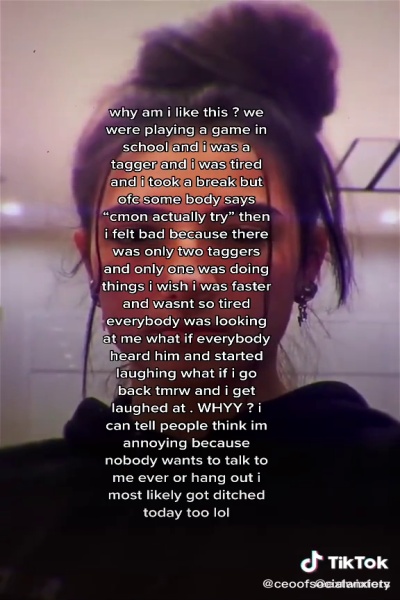 why am i like this ? we
were playing a game in
school and i was a
tagger and i was tired
and i took a break but
ofc some body says
“cmon actually try” then
i felt bad because there
was only two taggers
and only one was doing
things i wish i was faster
and wasnt so tired
everybody was looking
at me what if everybody
heard him and started
laughing what if i go
back tmrw and i get
laughed at . WHYY ? i
can tell people think im
annoying because
nobody wants to talk to
me ever or hang out i
most likely got ditched
today too lol
TikTok